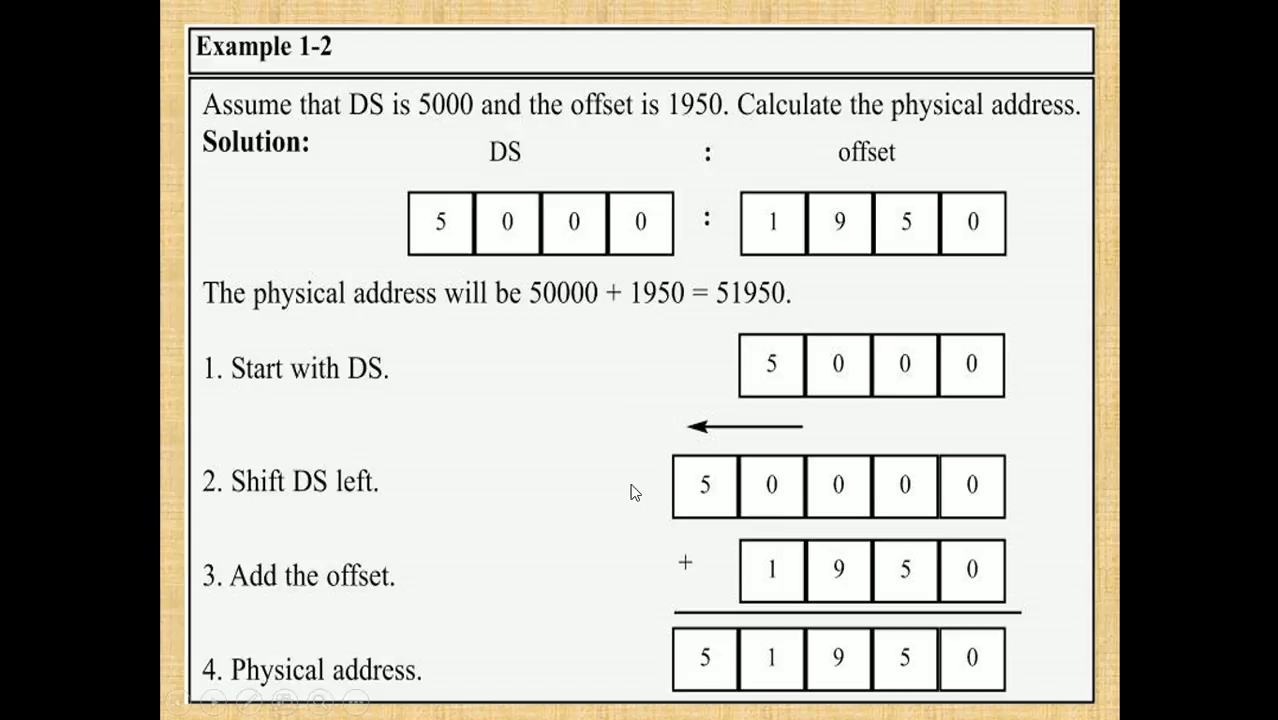 Example 1-2
Assume that DS is 5000 and the offset is 1950. Calculate the physical address.
Solution:
DS : offset
5 0 0 0 : 1 9 5 0
The physical address will be 50000 + 1950 = 51950.
1. Start with DS. 5 0 0 0
2. Shift DS left. 5 0 0 0 0
3. Add the offset. + 1 9 5 0
4. Physical address. 5 1 9 5 0